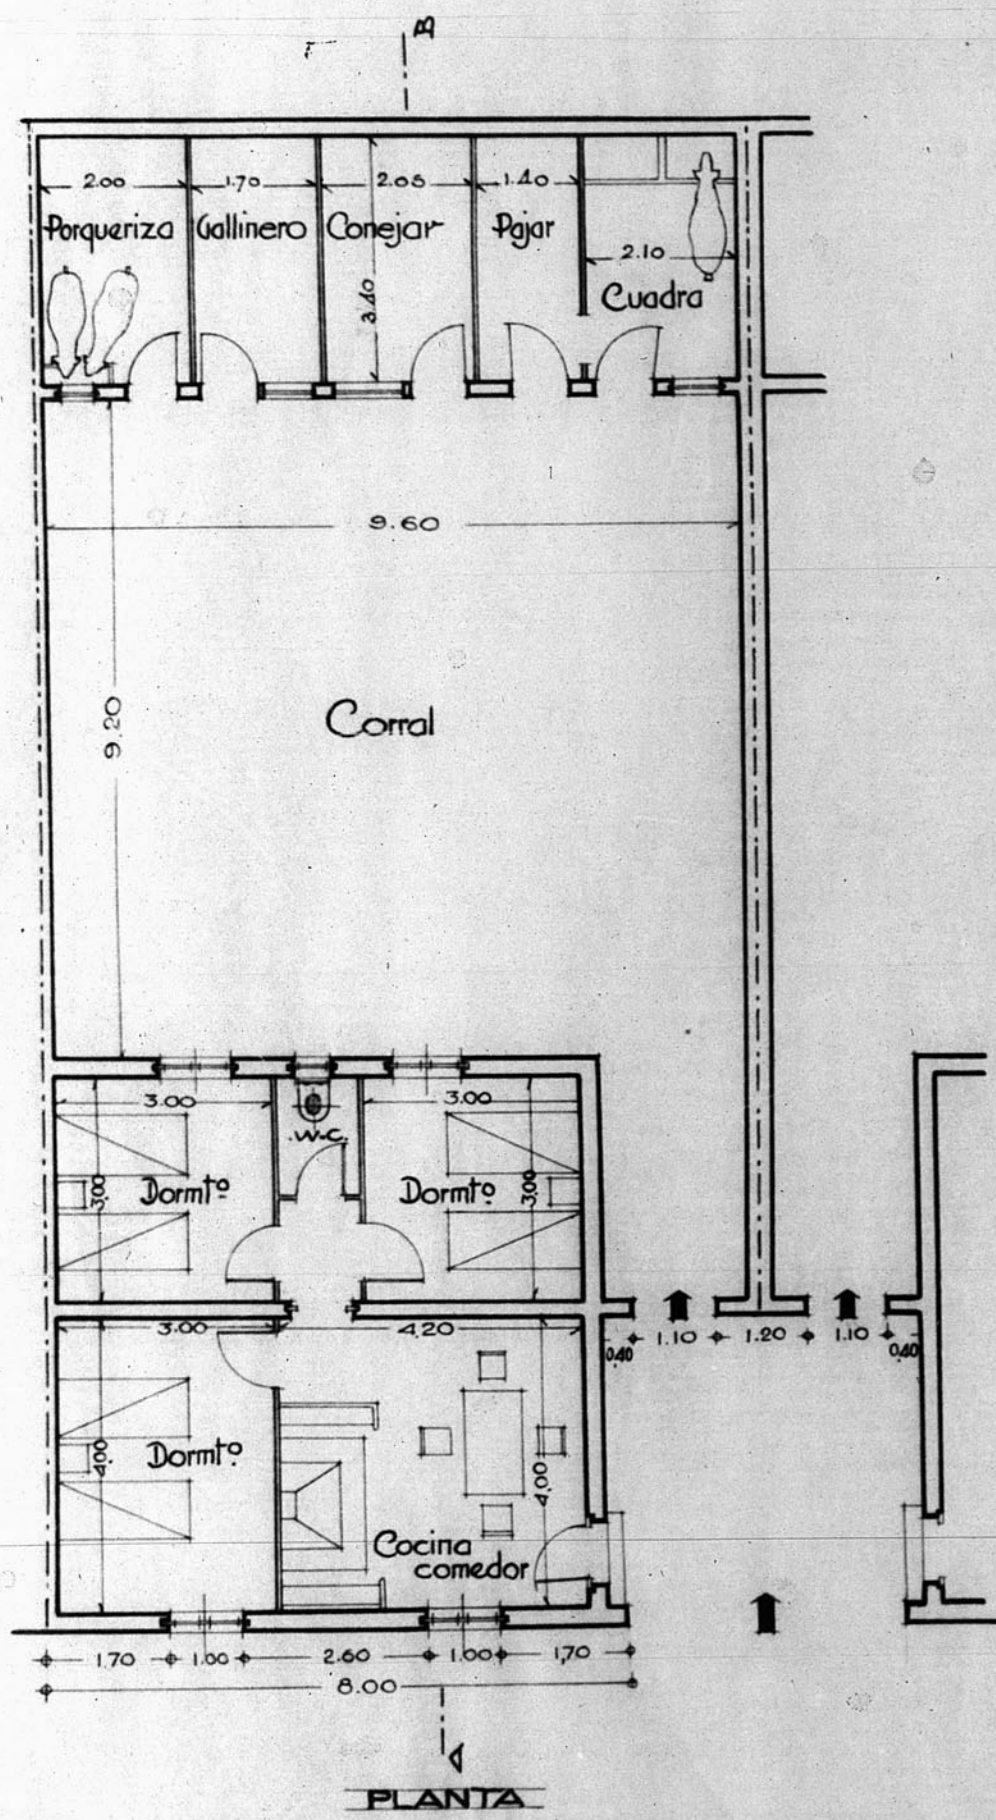 B
2.00 1.70 2.05 1.40
Porqueriza Gallinero Conejar Pajar
2.10
3.40
Cuadra
9.60
9.20
Corral
3.00 3.00
W.C.
3.00 Dormtº Dormtº 3.00
3.00 4.20
0.40 1.10 1.20 1.10 0.40
4.00 Dormtº
4.00
Cocina
comedor
1.70 1.00 2.60 1.00 1,70
8.00
A
PLANTA